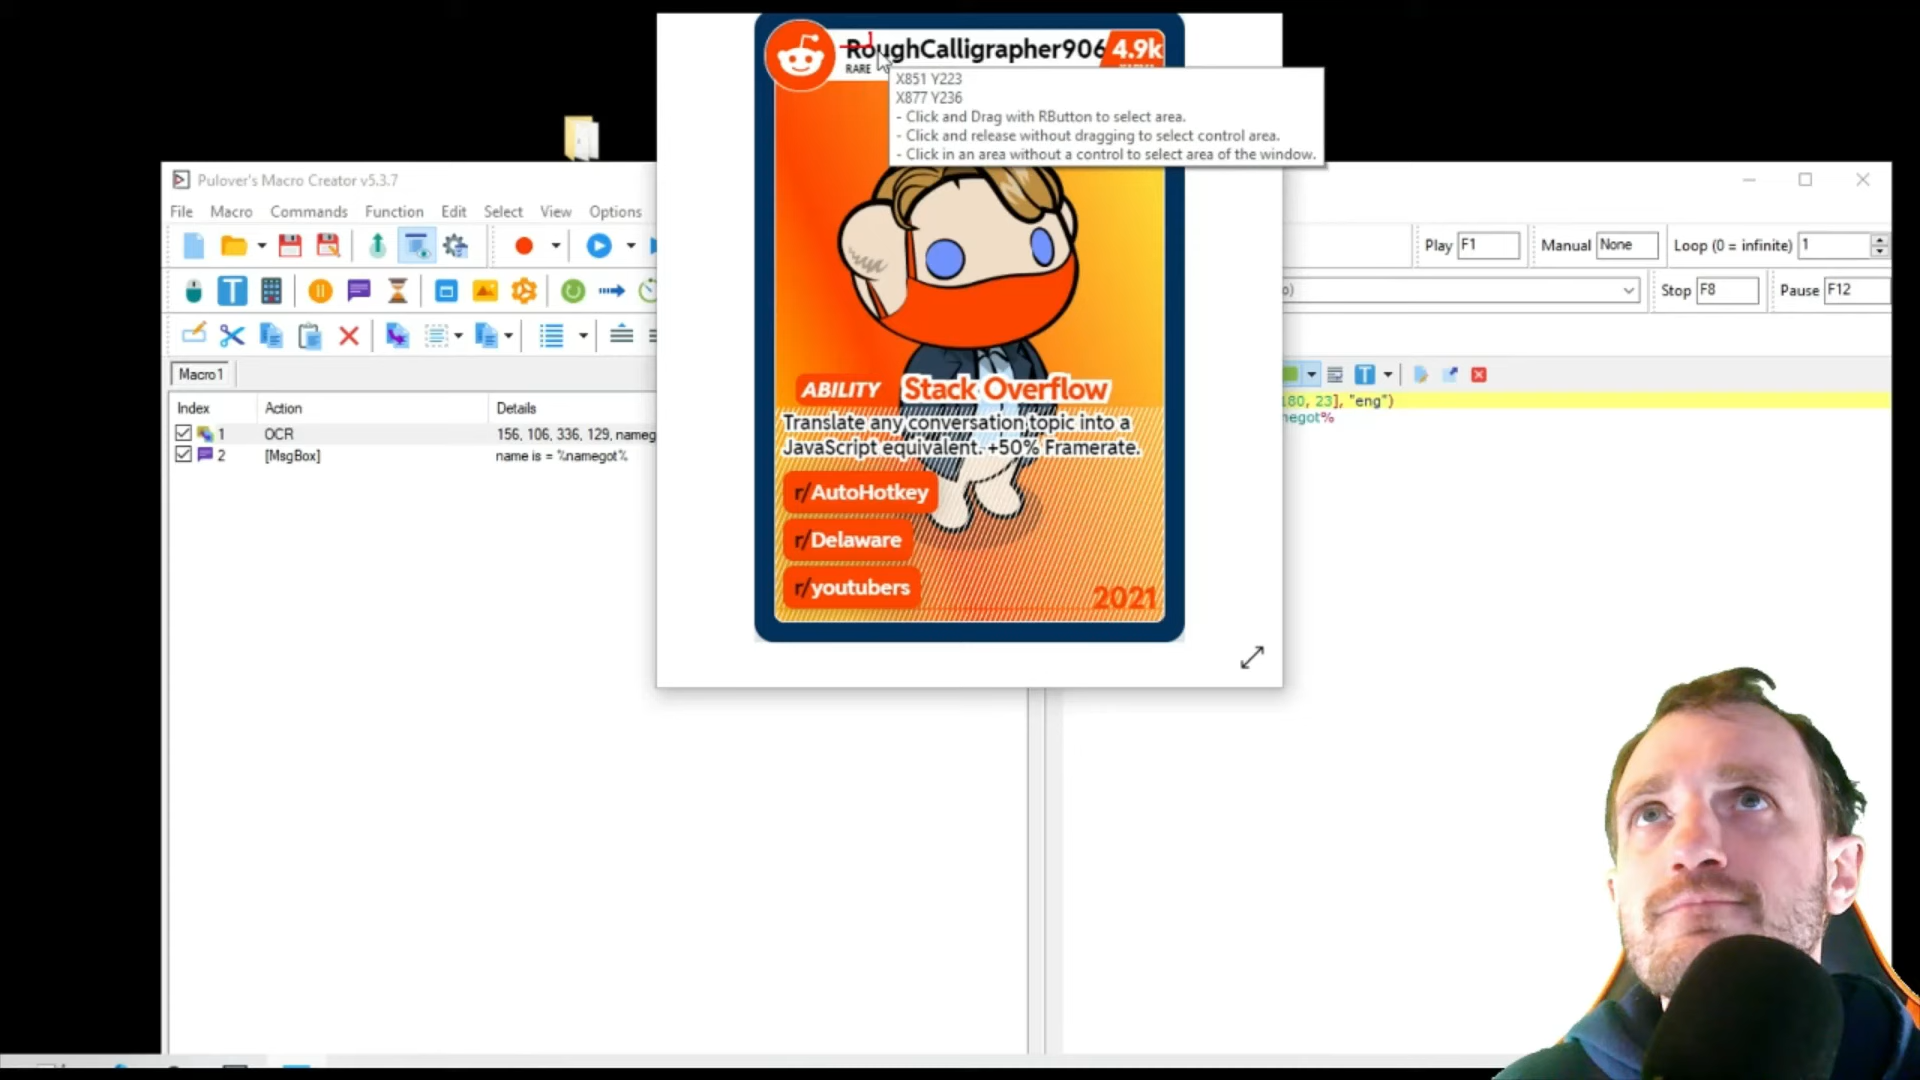 RoughCalligrapher906
4.9k
RARE
X851 Y223
X877 Y236
- Click and Drag with RButton to select area.
- Click and release without dragging to select control area.
- Click in an area without a control to select area of the window.
Pulover's Macro Creator v5.3.7
File Macro Commands Function Edit Select View Options
Play F1 Manual None Loop (0 = infinite) 1
Stop F8 Pause F12
Macro1
Index Action Details
1 OCR 156, 106, 336, 129, nameg
2 [MsgBox] name is = %namegot%
180, 23], "eng")
negot%
ABILITY Stack Overflow
Translate any conversation topic into a
JavaScript equivalent. +50% Framerate.
r/AutoHotkey
r/Delaware
r/youtubers
2021